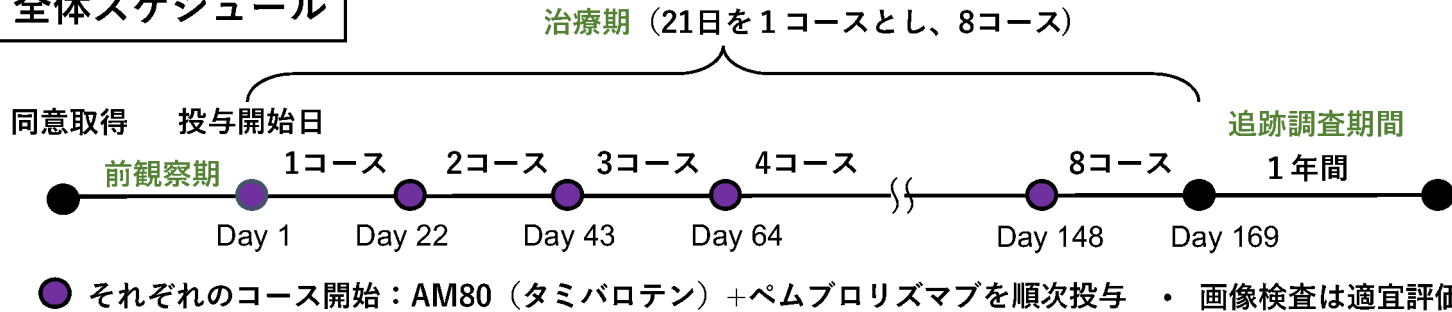 全体スケジュール
治療期（21日を1コースとし、8コース）
同意取得 投与開始日
追跡調査期間
前観察期 1コース 2コース 3コース 4コース 8コース 1年間
Day 1 Day 22 Day 43 Day 64 Day 148 Day 169
それぞれのコース開始：AM80（タミバロテン）+ペムブロリズマブを順次投与 ・ 画像検査は適宜評価